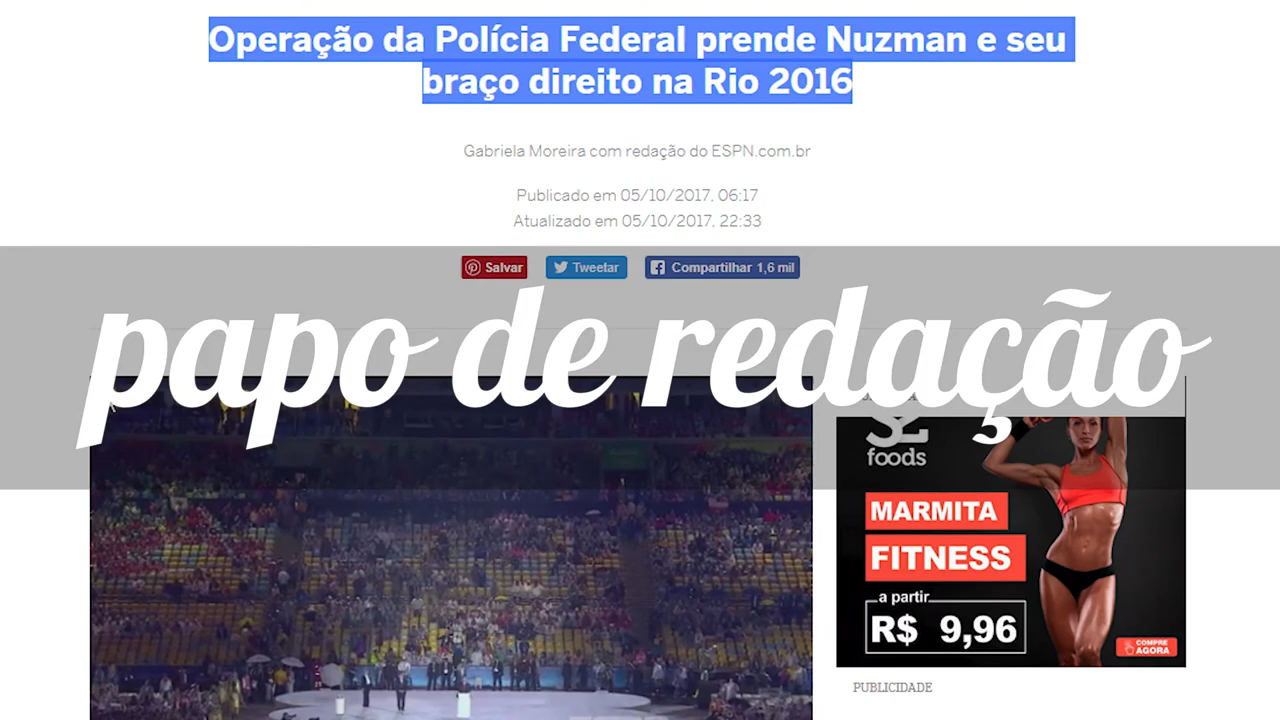 Operação da Polícia Federal prende Nuzman e seu
braço direito na Rio 2016
Gabriela Moreira com redação do ESPN.com.br
Publicado em 05/10/2017, 06:17
Atualizado em 05/10/2017, 22:33
Salvar
Tweetar
Compartilhar 1,6 mil
papo de redação
foods
MARMITA
FITNESS
a partir
R$ 9,96
COMPRE
AGORA
PUBLICIDADE